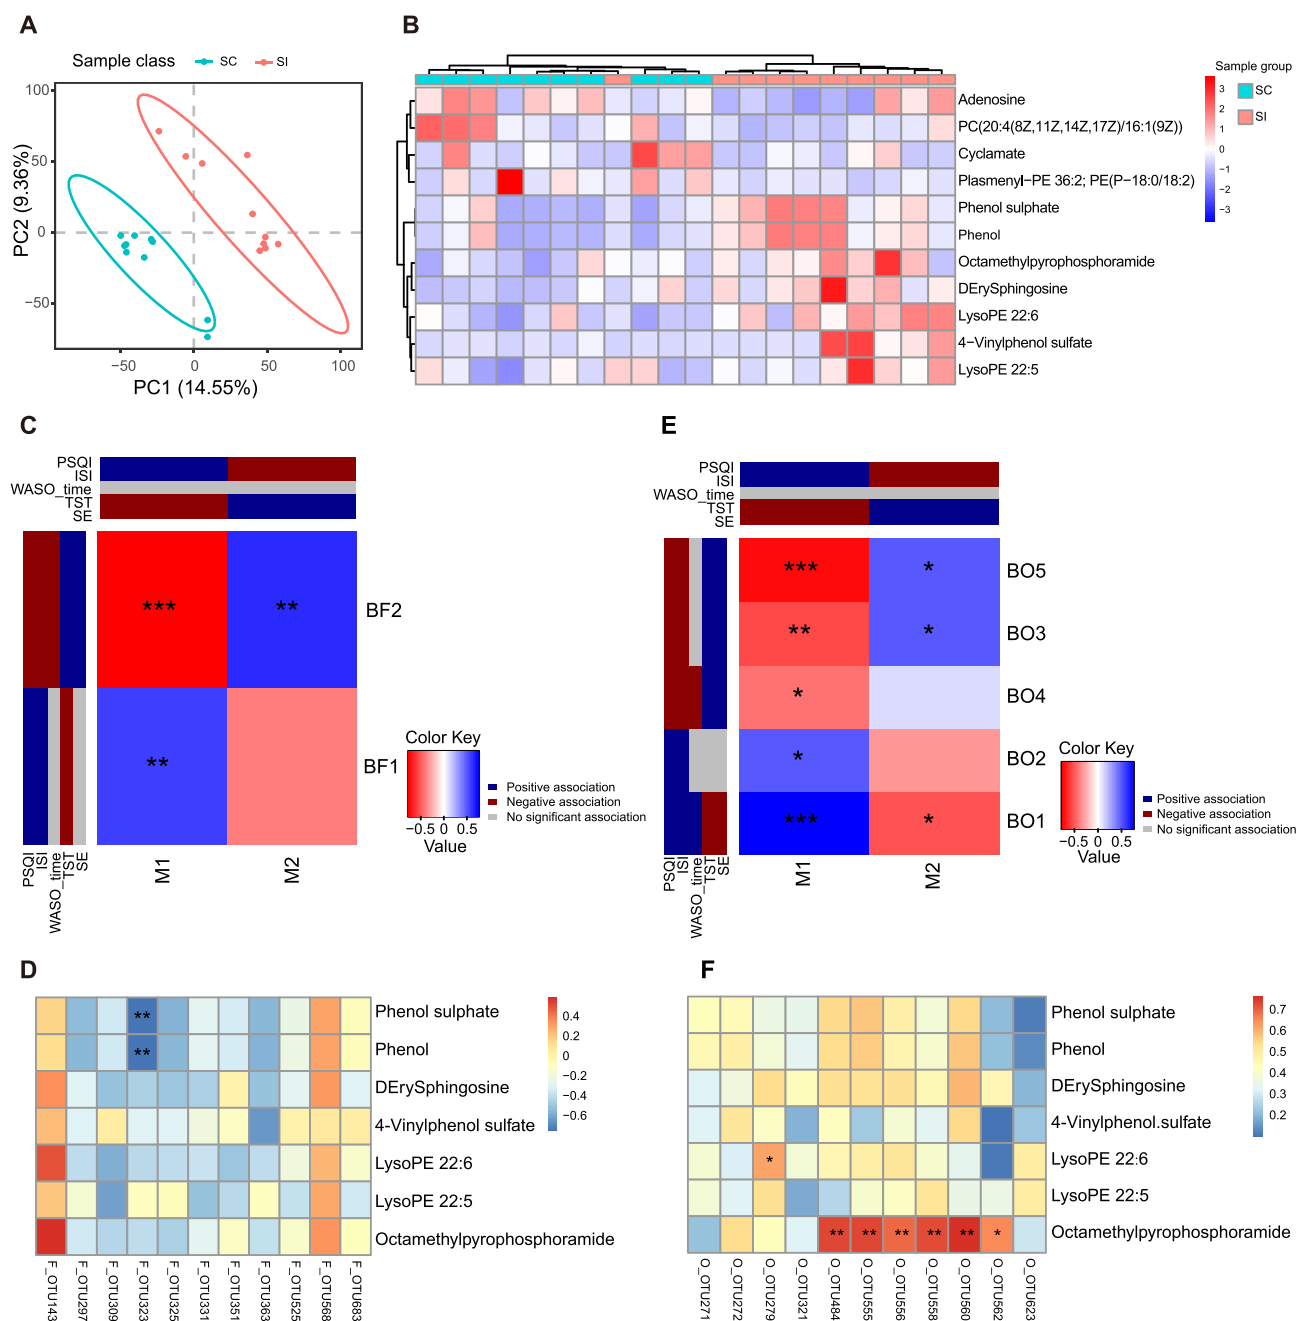 A
Sample class SC SI
100
50
0
−50
PC2 (9.36%)
−50 0 50 100
PC1 (14.55%)
B
Adenosine
PC(20:4(8Z,11Z,14Z,17Z)/16:1(9Z))
Cyclamate
Plasmenyl−PE 36:2; PE(P−18:0/18:2)
Phenol sulphate
Phenol
Octamethylpyrophosphoramide
DErySphingosine
LysoPE 22:6
4−Vinylphenol sulfate
LysoPE 22:5
3
2
1
0
−1
−2
−3
Sample group
SC
SI
C
PSQI
ISI
WASO_time
TST
SE
*** **
BF2
**
BF1
PSQI
ISI
WASO_time
TST
SE
M1
M2
Color Key
−0.5 0 0.5
Value
Positive association
Negative association
No significant association
E
PSQI
ISI
WASO_time
TST
SE
*** * BO5
** * BO3
* BO4
* BO2
*** * BO1
PSQI
ISI
WASO_time
TST
SE
M1
M2
Color Key
−0.5 0 0.5
Value
Positive association
Negative association
No significant association
D
** Phenol sulphate
** Phenol
DErySphingosine
4-Vinylphenol sulfate
LysoPE 22:6
LysoPE 22:5
Octamethylpyrophosphoramide
F_OTU143
F_OTU297
F_OTU309
F_OTU323
F_OTU325
F_OTU331
F_OTU351
F_OTU363
F_OTU525
F_OTU568
F_OTU683
0.4
0.2
0
−0.2
−0.4
−0.6
F
Phenol sulphate
Phenol
DErySphingosine
4-Vinylphenol.sulfate
* LysoPE 22:6
LysoPE 22:5
** ** ** ** ** * Octamethylpyrophosphoramide
O_OTU271
O_OTU272
O_OTU279
O_OTU321
O_OTU484
O_OTU555
O_OTU556
O_OTU558
O_OTU560
O_OTU562
O_OTU623
0.7
0.6
0.5
0.4
0.3
0.2